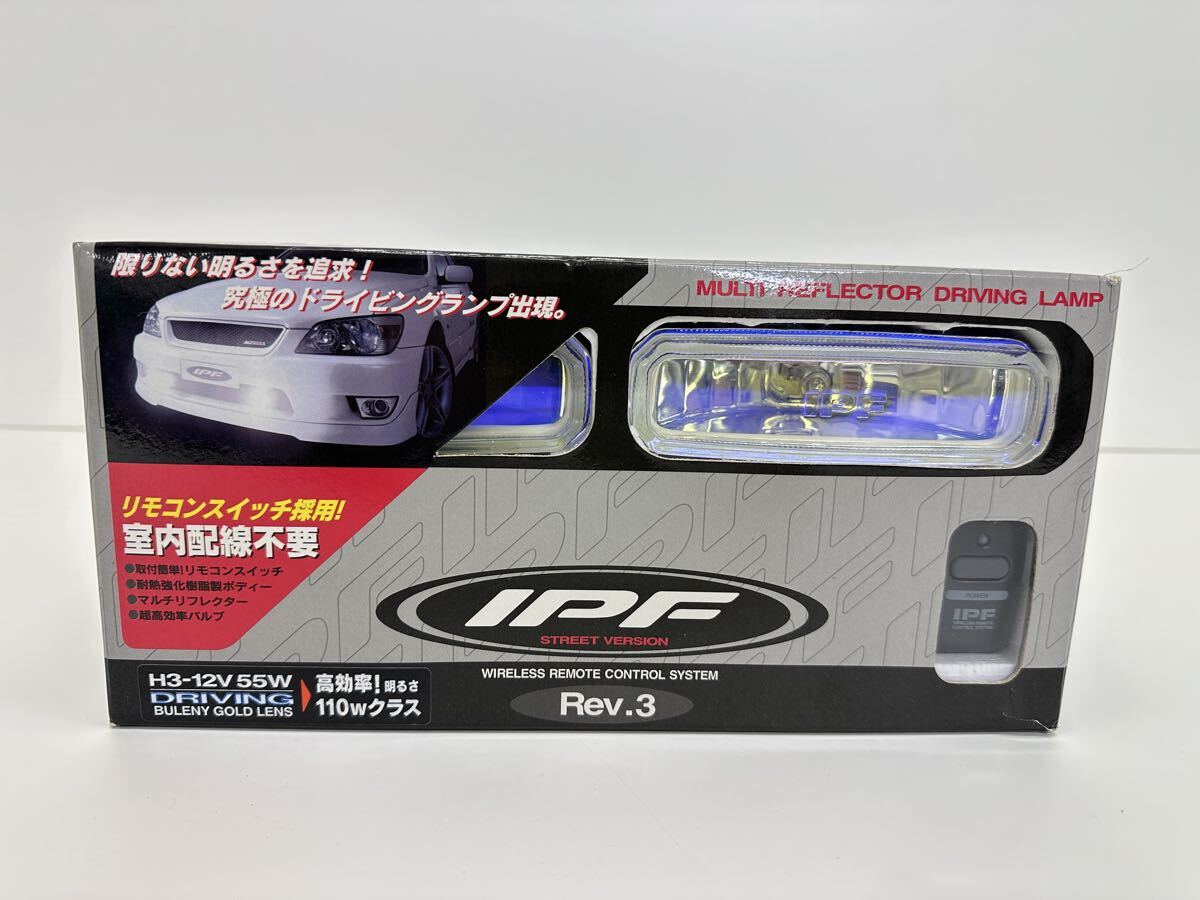 限りない明るさを追求！
究極のドライビングランプ出現。
MULTI REFLECTOR DRIVING LAMP
IPF
IPF
リモコンスイッチ採用!
室内配線不要
●取付簡単!リモコンスイッチ
●耐熱強化樹脂製ボディー
●マルチリフレクター
●超高効率バルブ
POWER
IPF
WIRELESS REMOTE
CONTROL SYSTEM
IPF
STREET VERSION
WIRELESS REMOTE CONTROL SYSTEM
Rev.3
H3-12V 55W
DRIVING
BULENY GOLD LENS
高効率!明るさ
110wクラス